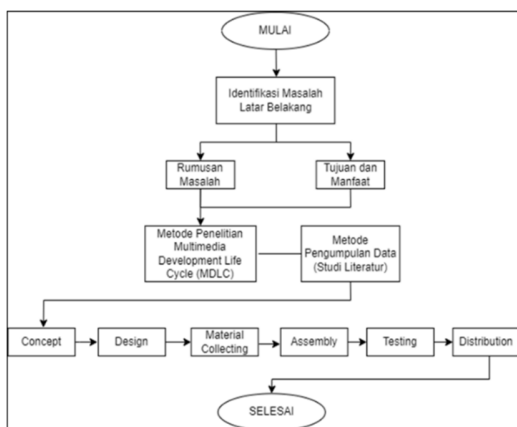 MULAI
Identifikasi Masalah
Latar Belakang
Rumusan
Masalah
Tujuan dan
Manfaat
Metode Penelitian
Multimedia
Development Life
Cycle (MDLC)
Metode
Pengumpulan Data
(Studi Literatur)
Concept
Design
Material
Collecting
Assembly
Testing
Distribution
SELESAI